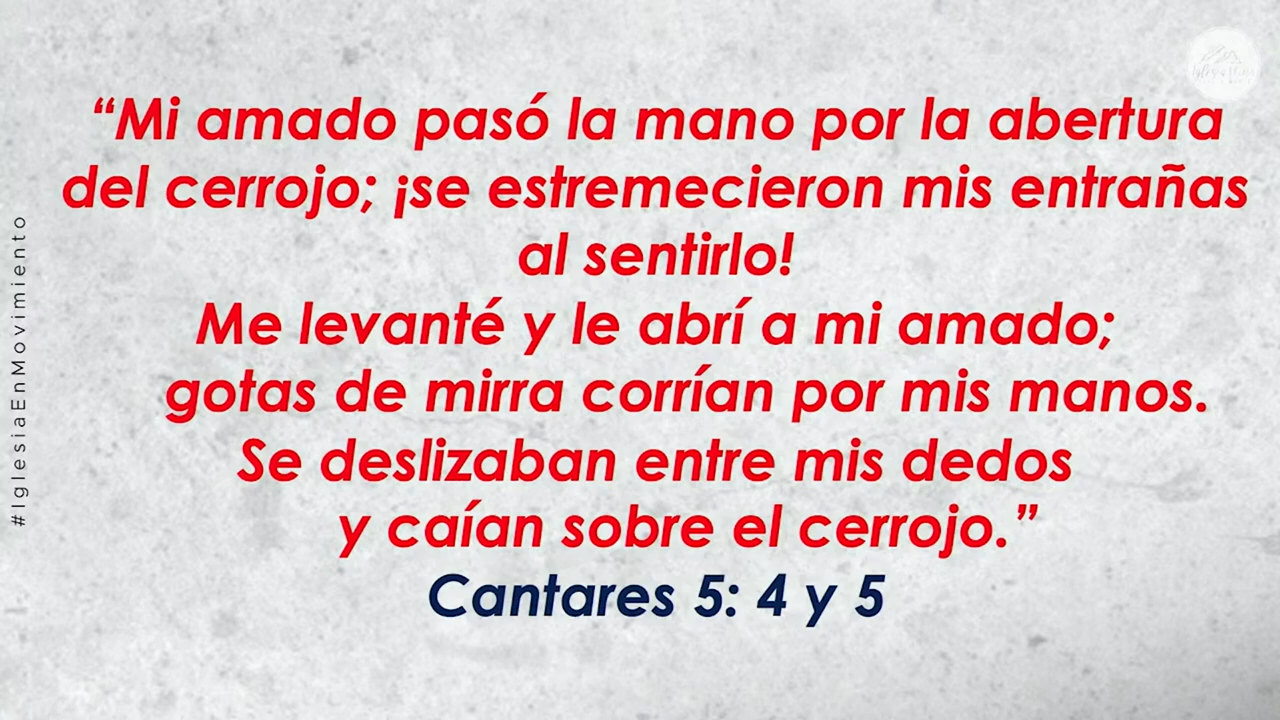 “Mi amado pasó la mano por la abertura
del cerrojo; ¡se estremecieron mis entrañas
al sentirlo!
Me levanté y le abrí a mi amado;
gotas de mirra corrían por mis manos.
Se deslizaban entre mis dedos
y caían sobre el cerrojo.”
Cantares 5: 4 y 5
#IglesiaEnMovimiento